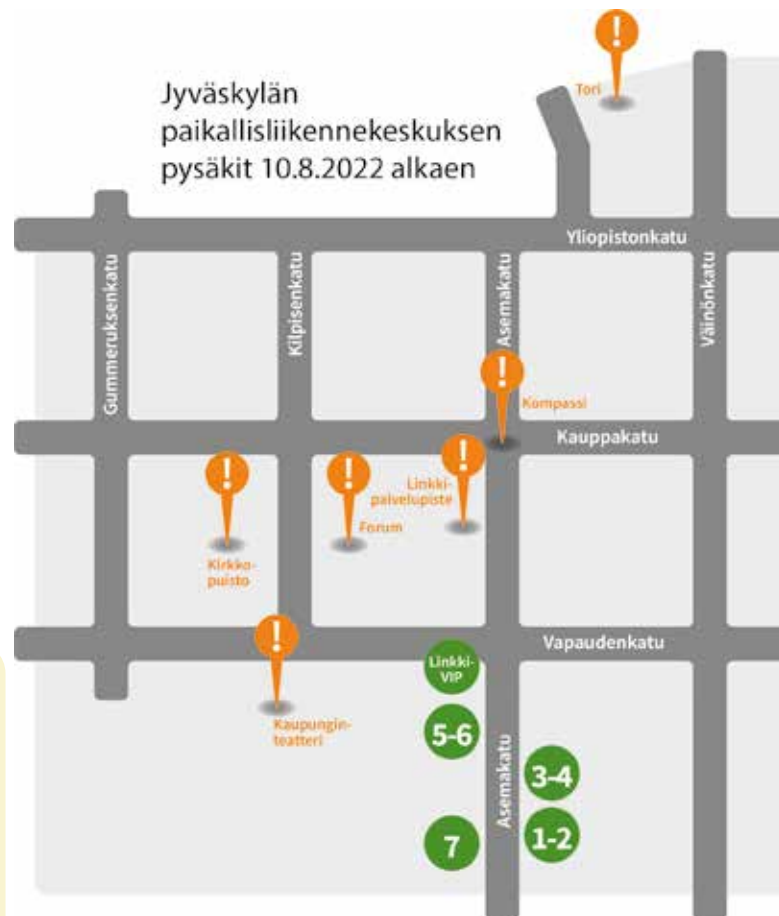 !
Tori
Jyväskylän
paikallisliikennekeskuksen
pysäkit 10.8.2022 alkaen
Yliopistonkatu
Gummeruksenkatu
Kilpisenkatu
Asemakatu
Väinönkatu
!
Kompassi
Kauppakatu
!
!
!
Linkki-
palvelupiste
Forum
Kirkko-
puisto
!
Vapaudenkatu
Linkki-
VIP
Kaupungin-
teatteri
5-6
Asemakatu
3-4
7
1-2